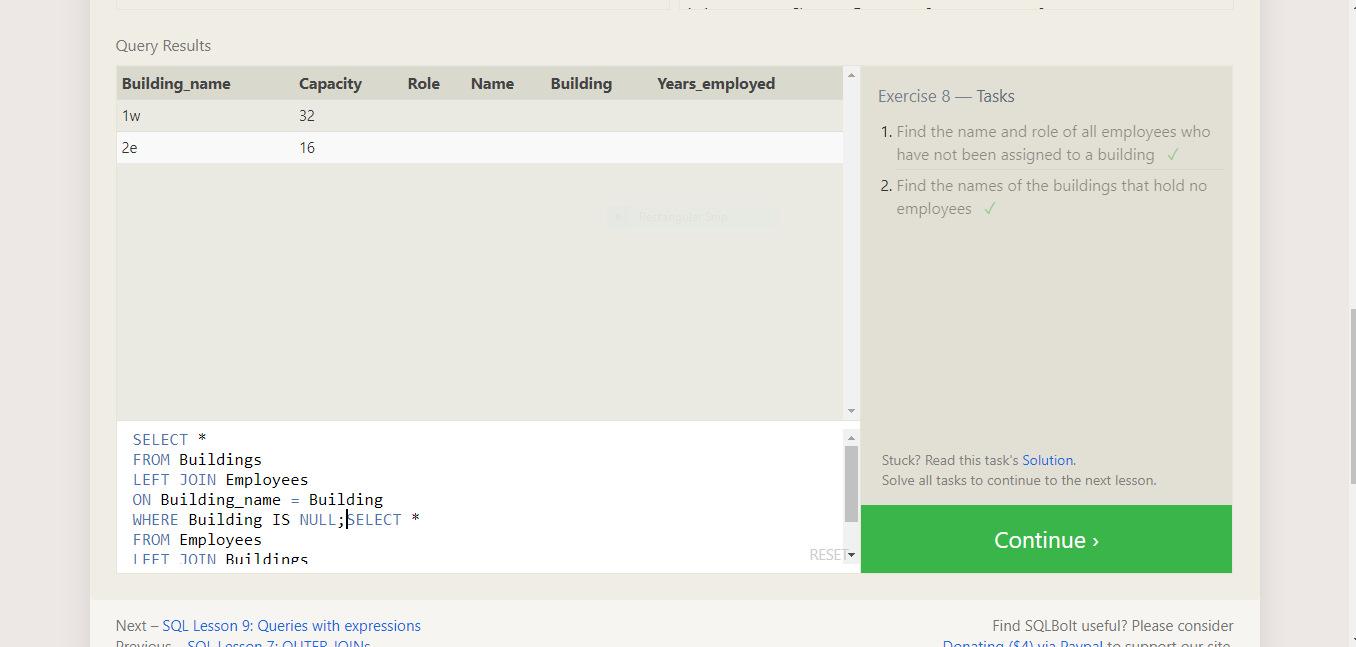 Query Results
Building_name Capacity Role Name Building Years_employed
1w 32
2e 16
Rectangular Snip
Exercise 8 — Tasks
1. Find the name and role of all employees who
have not been assigned to a building ✓
2. Find the names of the buildings that hold no
employees ✓
SELECT *
FROM Buildings
LEFT JOIN Employees
ON Building_name = Building
WHERE Building IS NULL;SELECT *
FROM Employees
LEFT JOIN Buildings
RESET
Stuck? Read this task's Solution.
Solve all tasks to continue to the next lesson.
Continue ›
Next – SQL Lesson 9: Queries with expressions
Previous – SQL Lesson 7: OUTER JOINs
Find SQLBolt useful? Please consider
Donating ($4) via Paypal to support our site.